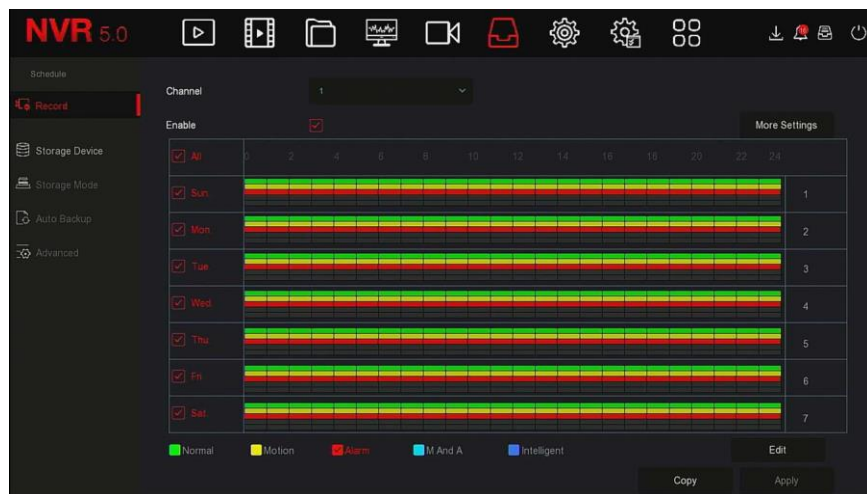 NVR 5.0
Schedule
Record
Storage Device
Storage Mode
Auto Backup
Advanced
Channel 1
Enable More Settings
All 0 2 4 6 8 10 12 14 16 18 20 22 24
Sun. 1
Mon. 2
Tue. 3
Wed. 4
Thu. 5
Fri. 6
Sat. 7
Normal Motion Alarm M And A Intelligent Edit
Copy Apply